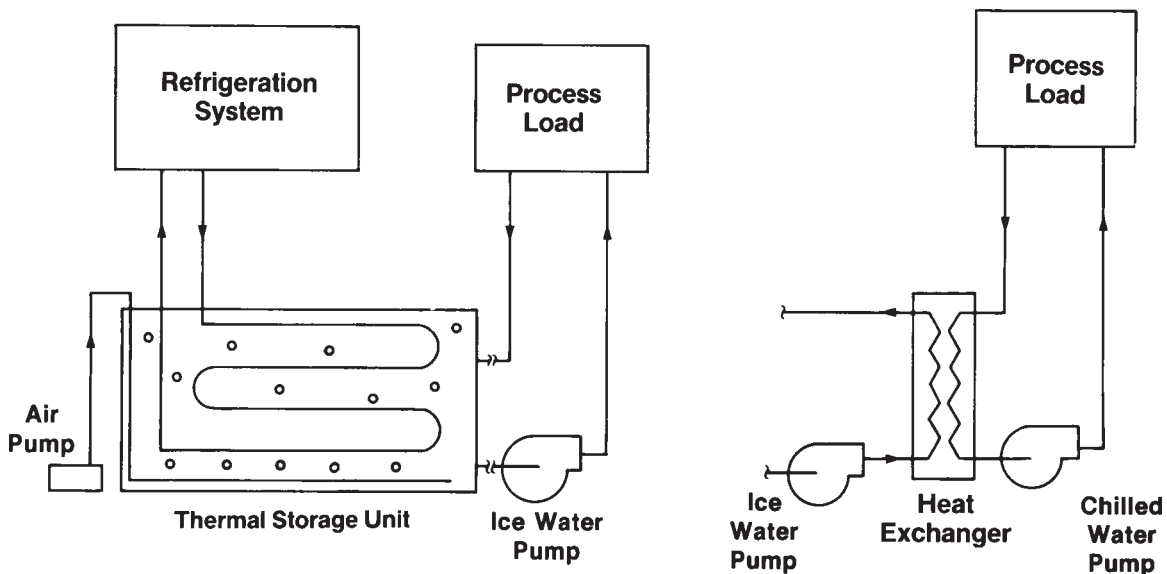 Refrigeration
System
Process
Load
Process
Load
Air
Pump
Thermal Storage Unit
Ice Water
Pump
Ice
Water
Pump
Heat
Exchanger
Chilled
Water
Pump